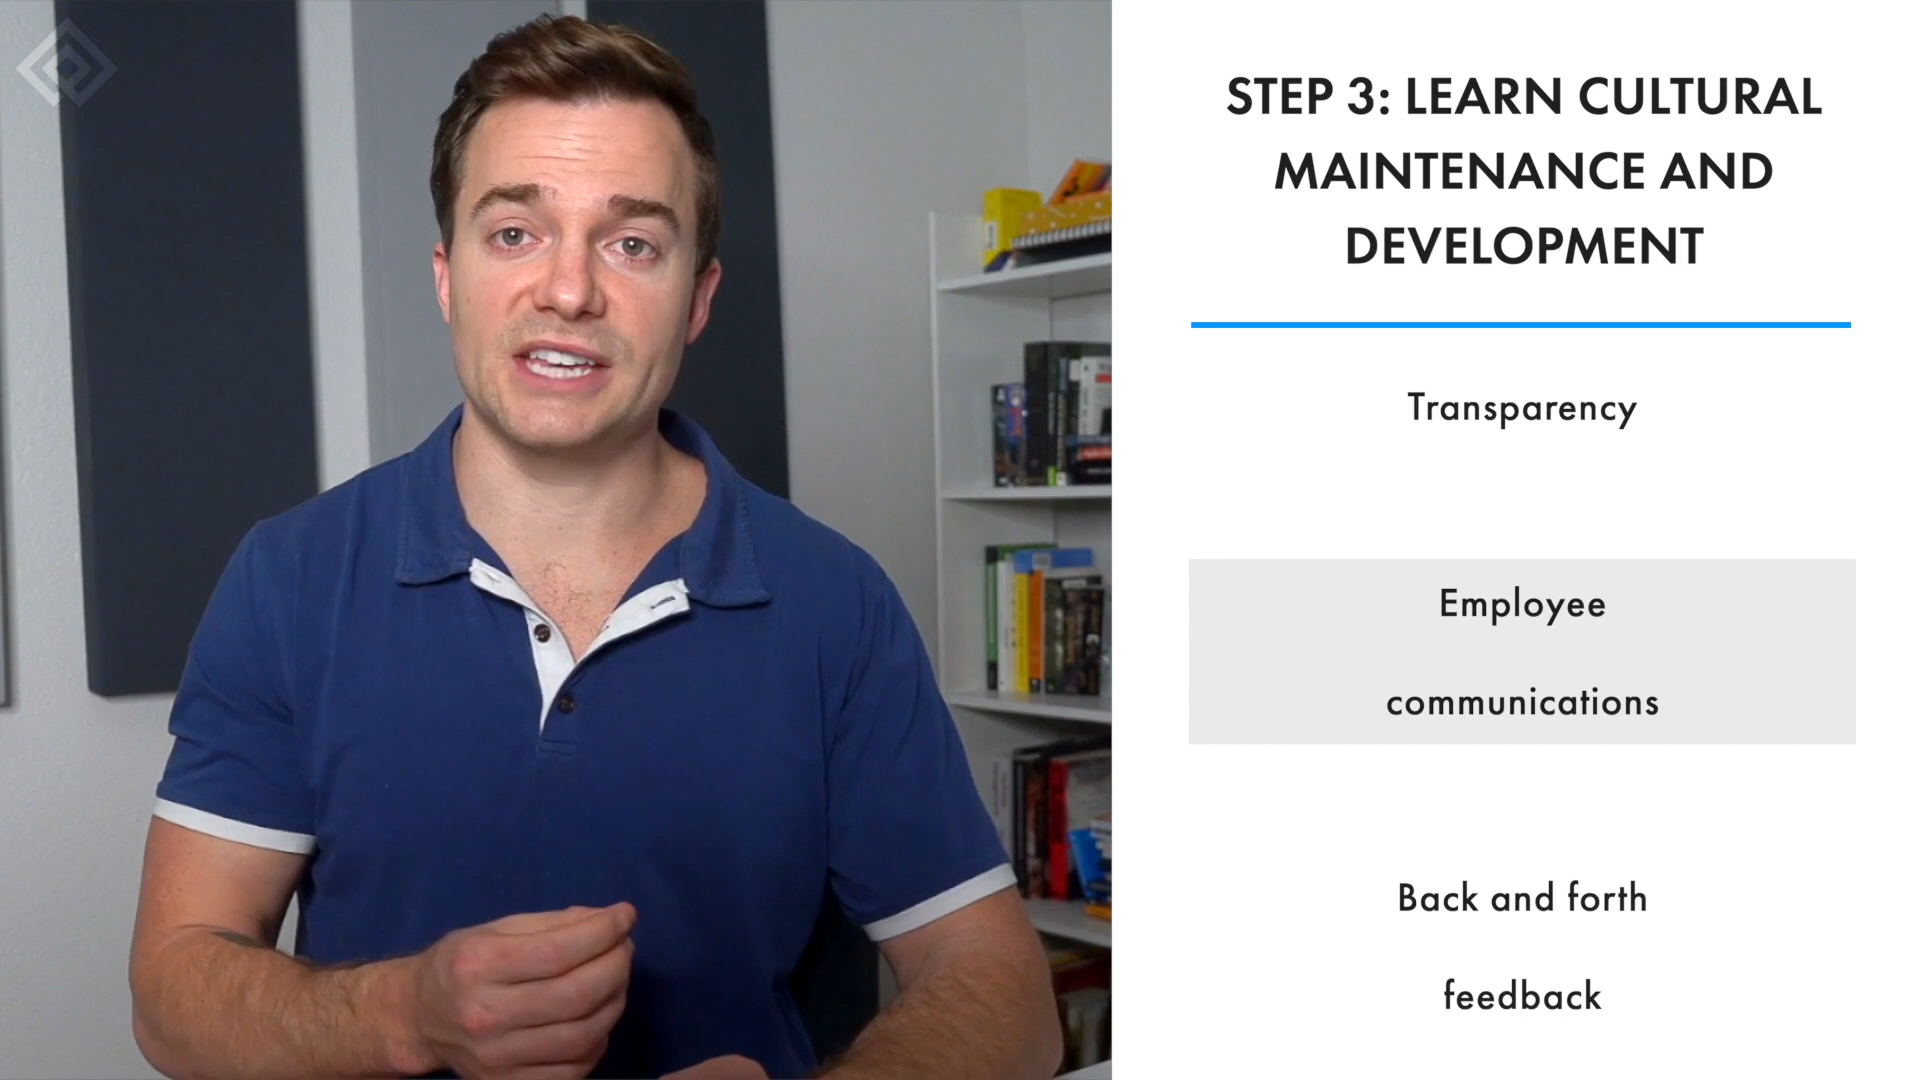 STEP 3: LEARN CULTURAL
MAINTENANCE AND
DEVELOPMENT
Transparency
Employee
communications
Back and forth
feedback